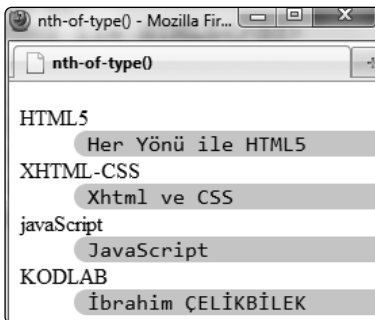 nth-of-type() - Mozilla Fir...
nth-of-type()
HTML5
Her Yönü ile HTML5
XHTML-CSS
Xhtml ve CSS
javaScript
JavaScript
KODLAB
İbrahim ÇELİKBİLEK